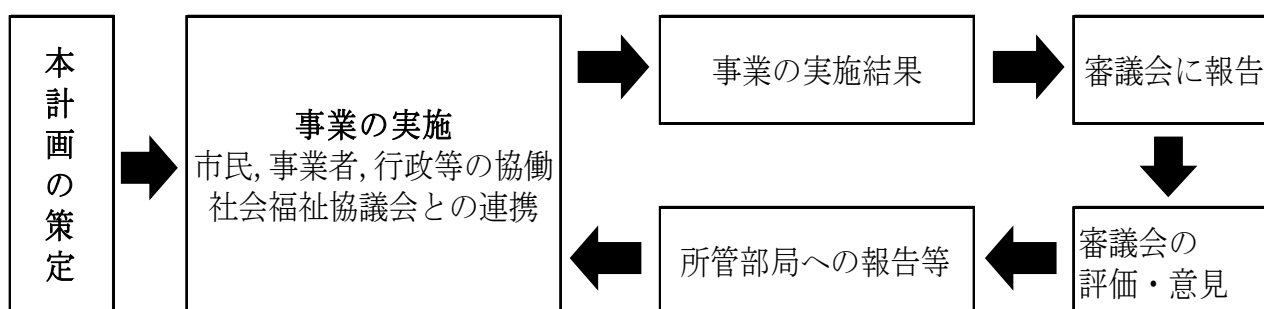 本計画の策定
事業の実施
市民,事業者,行政等の協働
社会福祉協議会との連携
事業の実施結果
審議会に報告
審議会の
評価・意見
所管部局への報告等